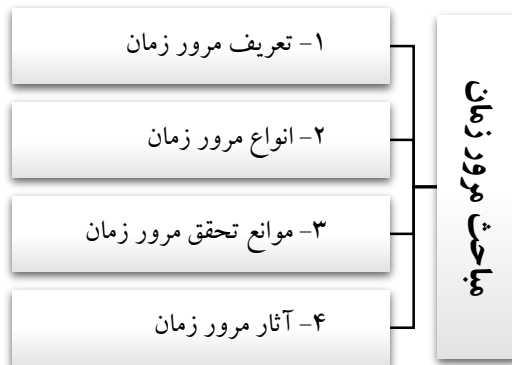 مباحث مرور زمان
۱- تعریف مرور زمان
۲- انواع مرور زمان
۳- موانع تحقق مرور زمان
۴- آثار مرور زمان